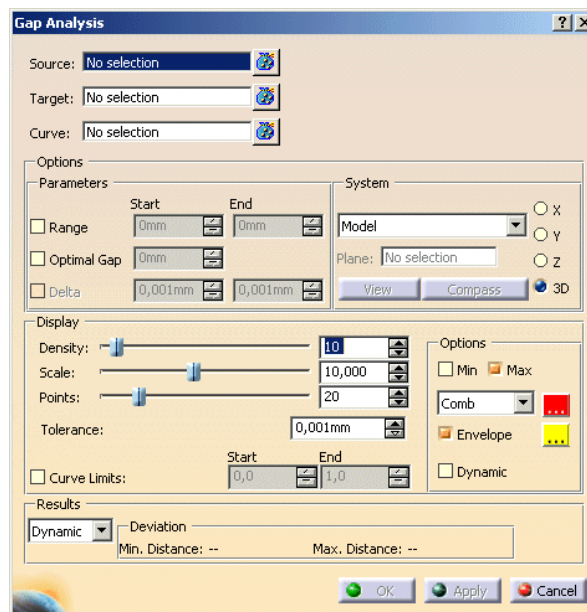 Gap Analysis
Source: No selection
Target: No selection
Curve: No selection
Options
Parameters
Start End
Range 0mm 0mm
Optimal Gap 0mm
Delta 0,001mm 0,001mm
System
Model
Plane: No selection
View Compass
X
Y
Z
3D
Display
Density: 10
Scale: 10,000
Points: 20
Tolerance: 0,001mm
Start End
Curve Limits: 0,0 1,0
Options
Min Max
Comb ...
Envelope ...
Dynamic
Results
Dynamic
Deviation
Min. Distance: -- Max. Distance: --
OK Apply Cancel